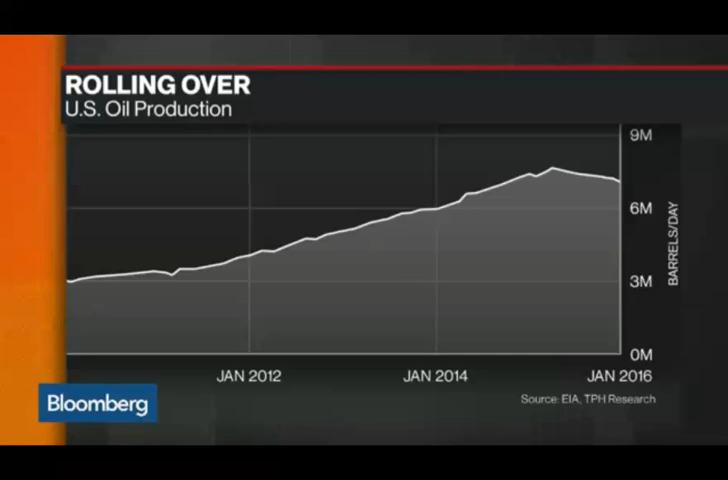 ROLLING OVER
U.S. Oil Production
9M
6M
3M
0M
BARRELS/DAY
JAN 2012
JAN 2014
JAN 2016
Source: EIA, TPH Research
Bloomberg